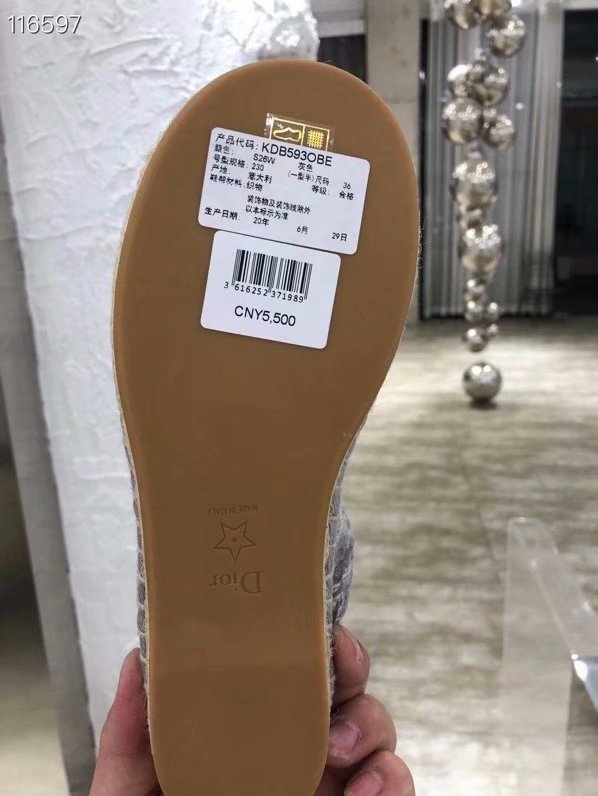 116597
产品代码: KDB593OBE
颜色: S26W 灰色
号型规格: 230 (一型半) 尺码 36
产地: 意大利 等级: 合格
鞋帮材料: 织物
装饰物及装饰线除外
以本标示为准
生产日期: 20年 6月 29日
3 616252 371989
CNY5,500
MADE IN ITALY
Dior